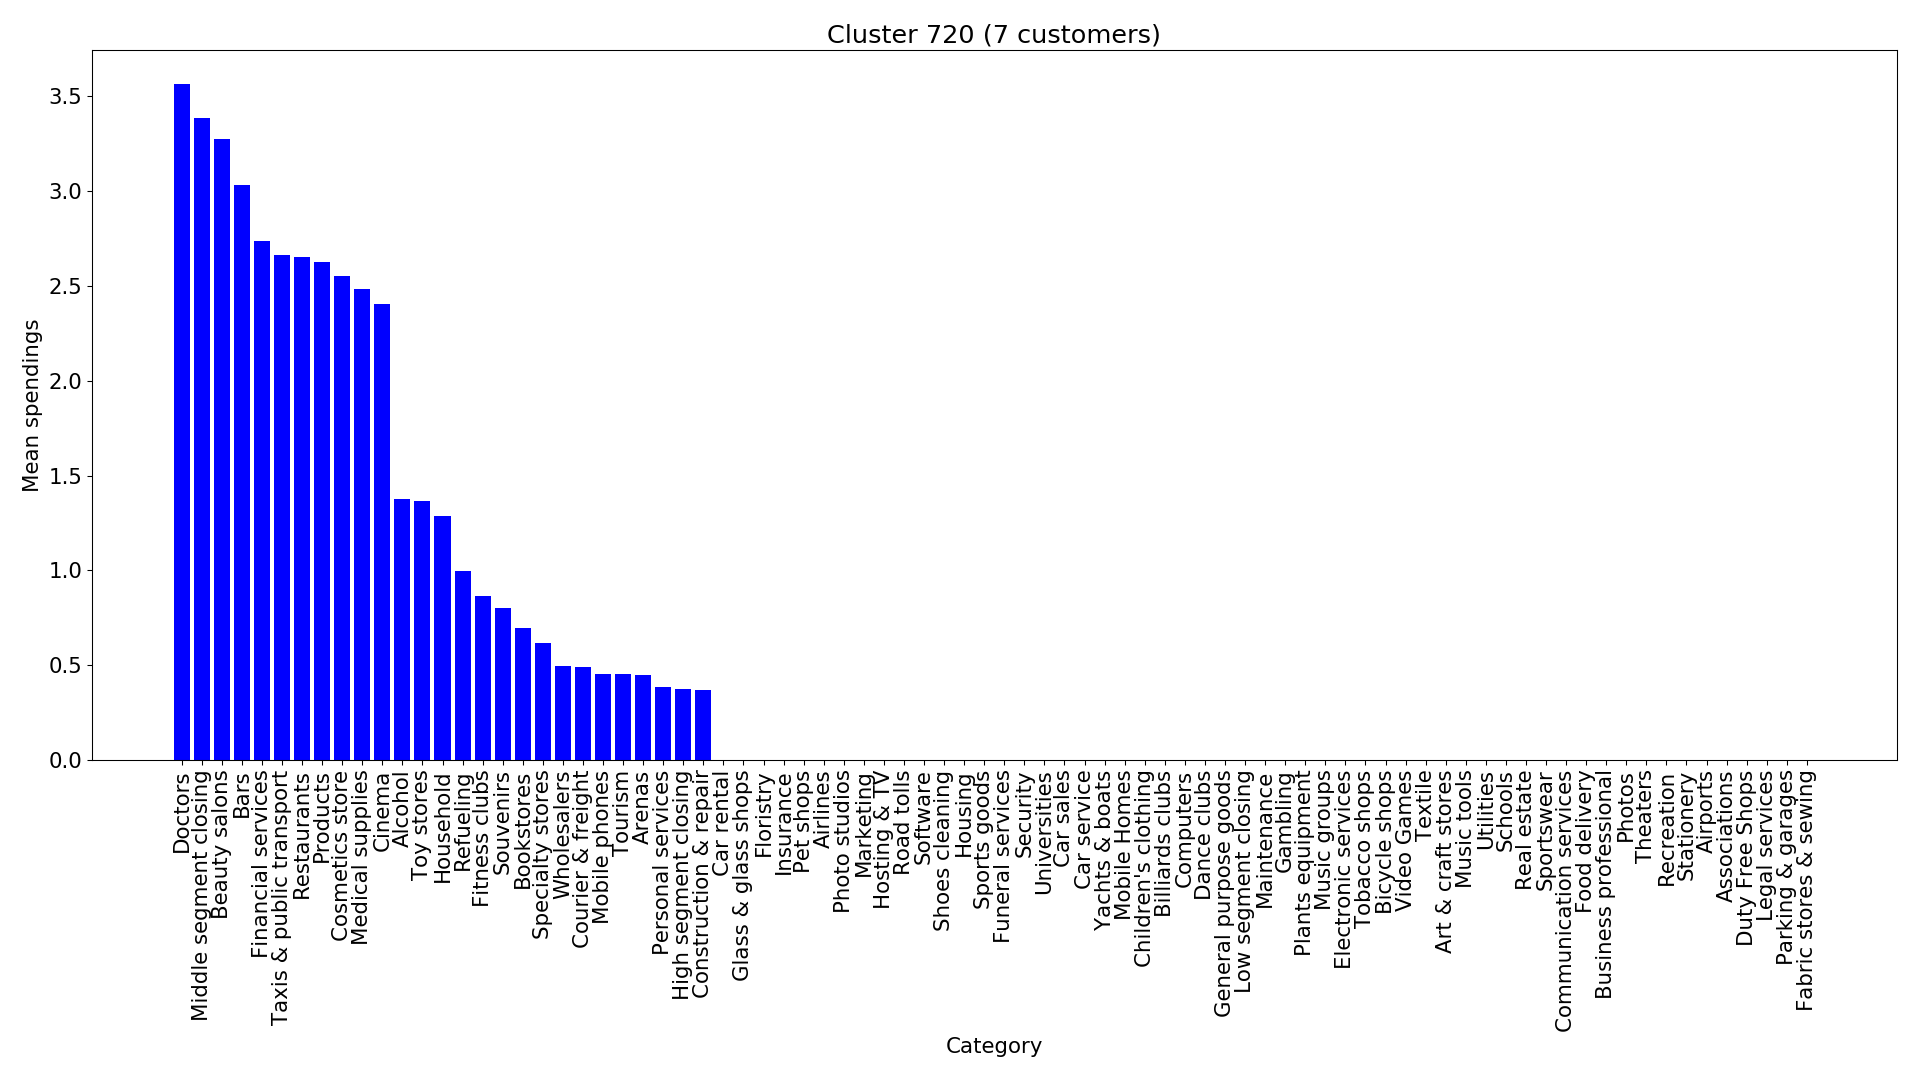 Cluster 720 (7 customers)
Mean spendings
3.5
3.0
2.5
2.0
1.5
1.0
0.5
0.0
Doctors
Middle segment closing
Beauty salons
Bars
Financial services
Taxis & public transport
Restaurants
Products
Cosmetics store
Medical supplies
Cinema
Alcohol
Toy stores
Household
Refueling
Fitness clubs
Souvenirs
Bookstores
Specialty stores
Wholesalers
Courier & freight
Mobile phones
Tourism
Arenas
Personal services
High segment closing
Construction & repair
Car rental
Glass & glass shops
Floristry
Insurance
Pet shops
Airlines
Photo studios
Marketing
Hosting & TV
Road tolls
Software
Shoes cleaning
Housing
Sports goods
Funeral services
Security
Universities
Car sales
Car service
Yachts & boats
Mobile Homes
Children's clothing
Billiards clubs
Computers
Dance clubs
General purpose goods
Low segment closing
Maintenance
Gambling
Plants equipment
Music groups
Electronic services
Tobacco shops
Bicycle shops
Video Games
Textile
Art & craft stores
Music tools
Utilities
Schools
Real estate
Sportswear
Communication services
Food delivery
Business professional
Photos
Theaters
Recreation
Stationery
Airports
Associations
Duty Free Shops
Legal services
Parking & garages
Fabric stores & sewing
Category